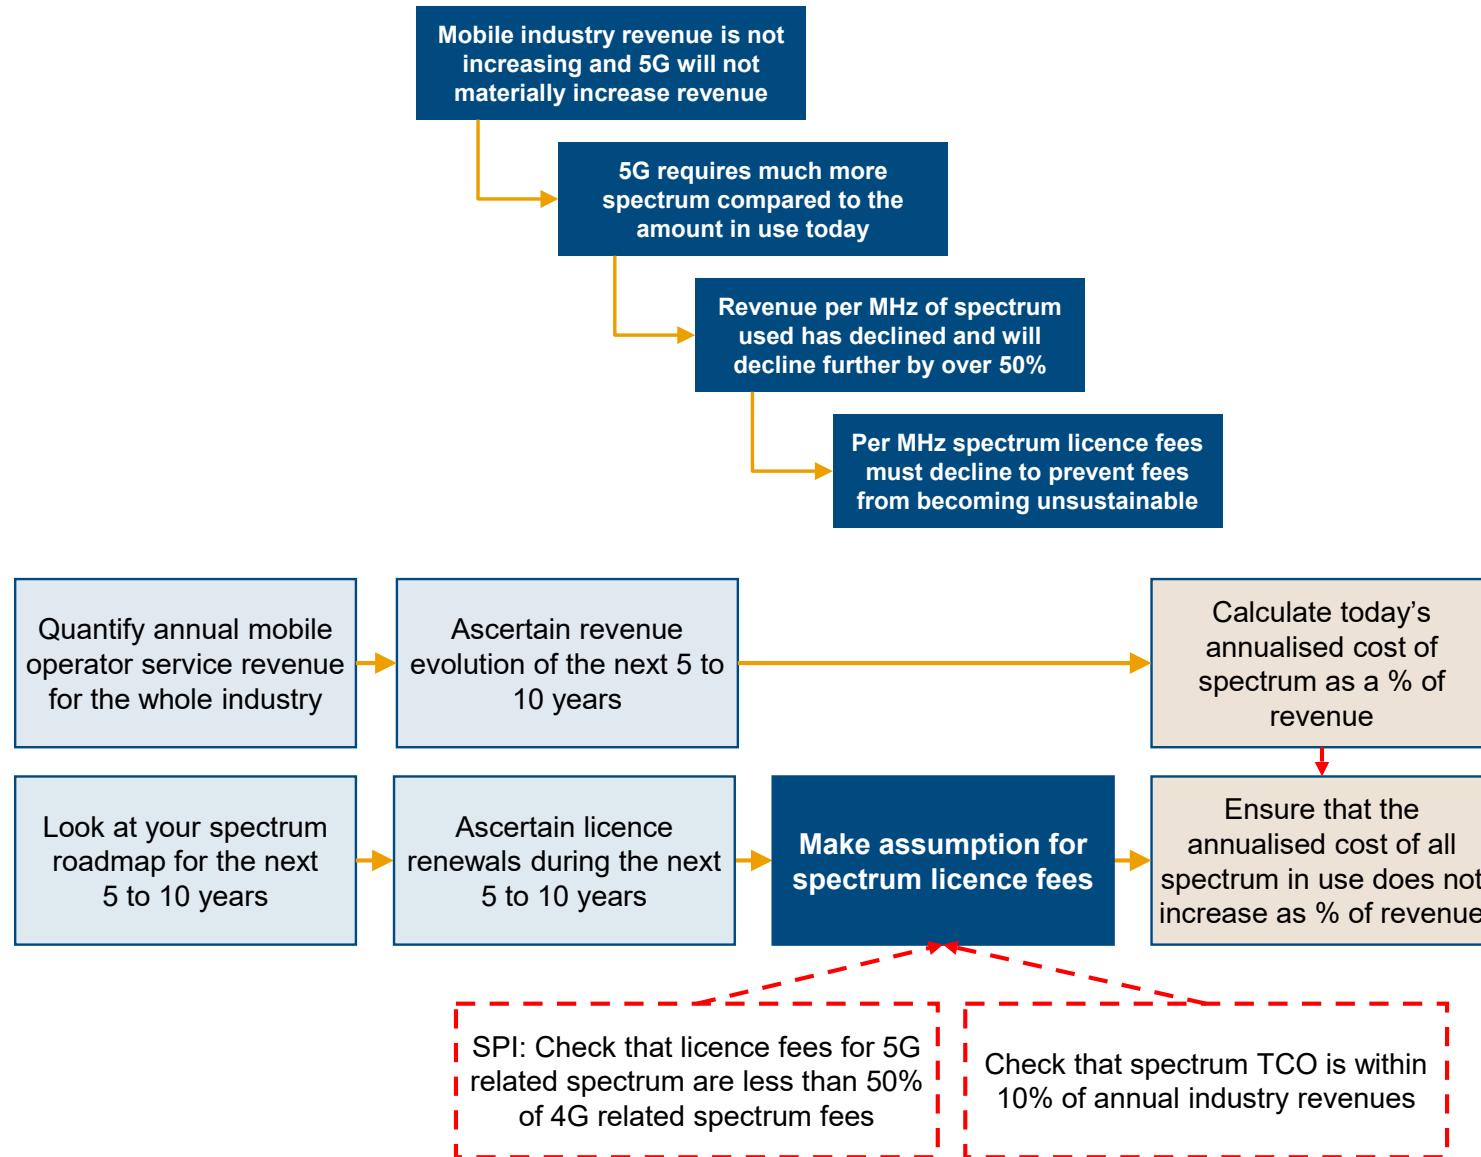 Mobile industry revenue is not
increasing and 5G will not
materially increase revenue
5G requires much more
spectrum compared to the
amount in use today
Revenue per MHz of spectrum
used has declined and will
decline further by over 50%
Per MHz spectrum licence fees
must decline to prevent fees
from becoming unsustainable
Quantify annual mobile
operator service revenue
for the whole industry
Ascertain revenue
evolution of the next 5 to
10 years
Calculate today’s
annualised cost of
spectrum as a % of
revenue
Look at your spectrum
roadmap for the next
5 to 10 years
Ascertain licence
renewals during the next
5 to 10 years
Make assumption for
spectrum licence fees
Ensure that the
annualised cost of all
spectrum in use does not
increase as % of revenue
SPI: Check that licence fees for 5G
related spectrum are less than 50%
of 4G related spectrum fees
Check that spectrum TCO is within
10% of annual industry revenues